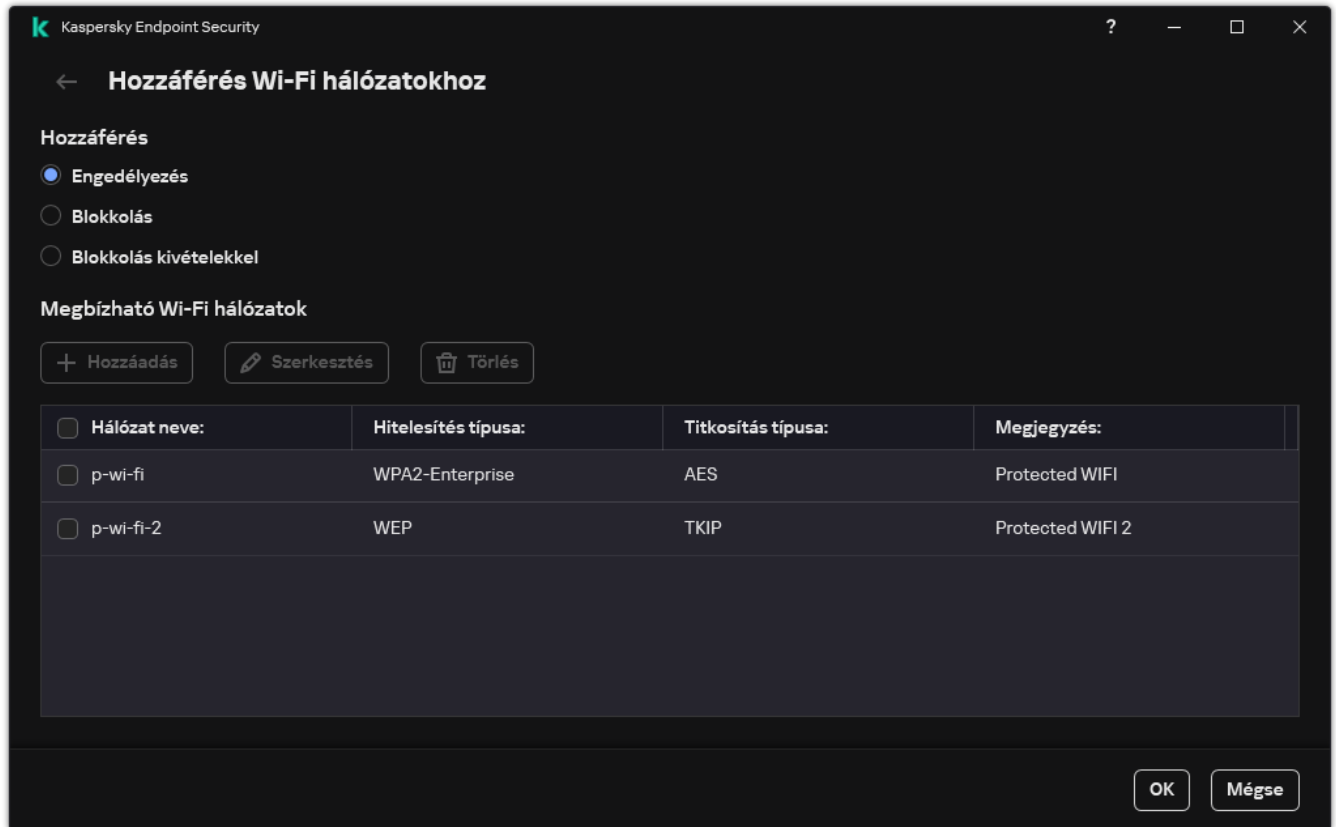 Kaspersky Endpoint Security ?
Hozzáférés Wi-Fi hálózatokhoz
Hozzáférés
Engedélyezés
Blokkolás
Blokkolás kivételekkel
Megbízható Wi-Fi hálózatok
Hozzáadás Szerkesztés Törlés
Hálózat neve: Hitelesítés típusa: Titkosítás típusa: Megjegyzés:
p-wi-fi WPA2-Enterprise AES Protected WIFI
p-wi-fi-2 WEP TKIP Protected WIFI 2
OK Mégse